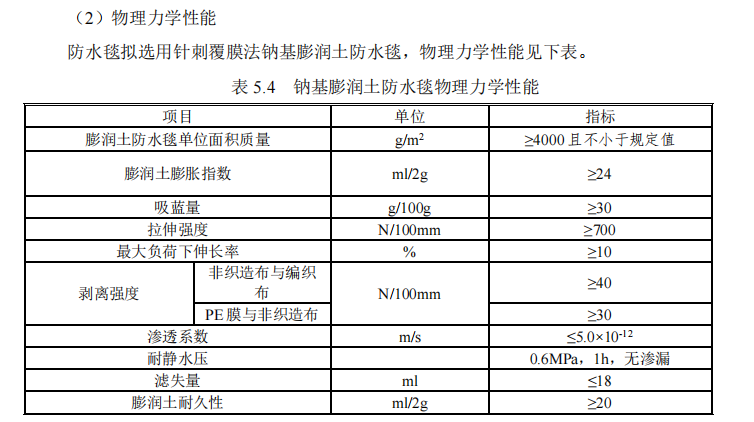 （2）物理力学性能
防水毯拟选用针刺覆膜法钠基膨润土防水毯，物理力学性能见下表。
表 5.4 钠基膨润土防水毯物理力学性能
项目 单位 指标
膨润土防水毯单位面积质量 g/m² ≥4000 且不小于规定值
膨润土膨胀指数 ml/2g ≥24
吸蓝量 g/100g ≥30
拉伸强度 N/100mm ≥700
最大负荷下伸长率 % ≥10
剥离强度 非织造布与编织布 N/100mm ≥40
PE 膜与非织造布 ≥30
渗透系数 m/s ≤5.0×10⁻¹²
耐静水压 0.6MPa，1h，无渗漏
滤失量 ml ≤18
膨润土耐久性 ml/2g ≥20